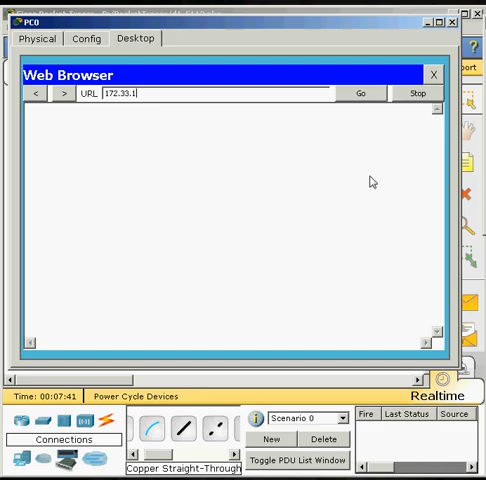 PC0
Physical
Config
Desktop
Web Browser
X
<
>
URL
172.33.1
Go
Stop
?
port
Time: 00:07:41
Power Cycle Devices
Realtime
Connections
Copper Straight-Through
i
Scenario 0
New
Delete
Toggle PDU List Window
Fire
Last Status
Source